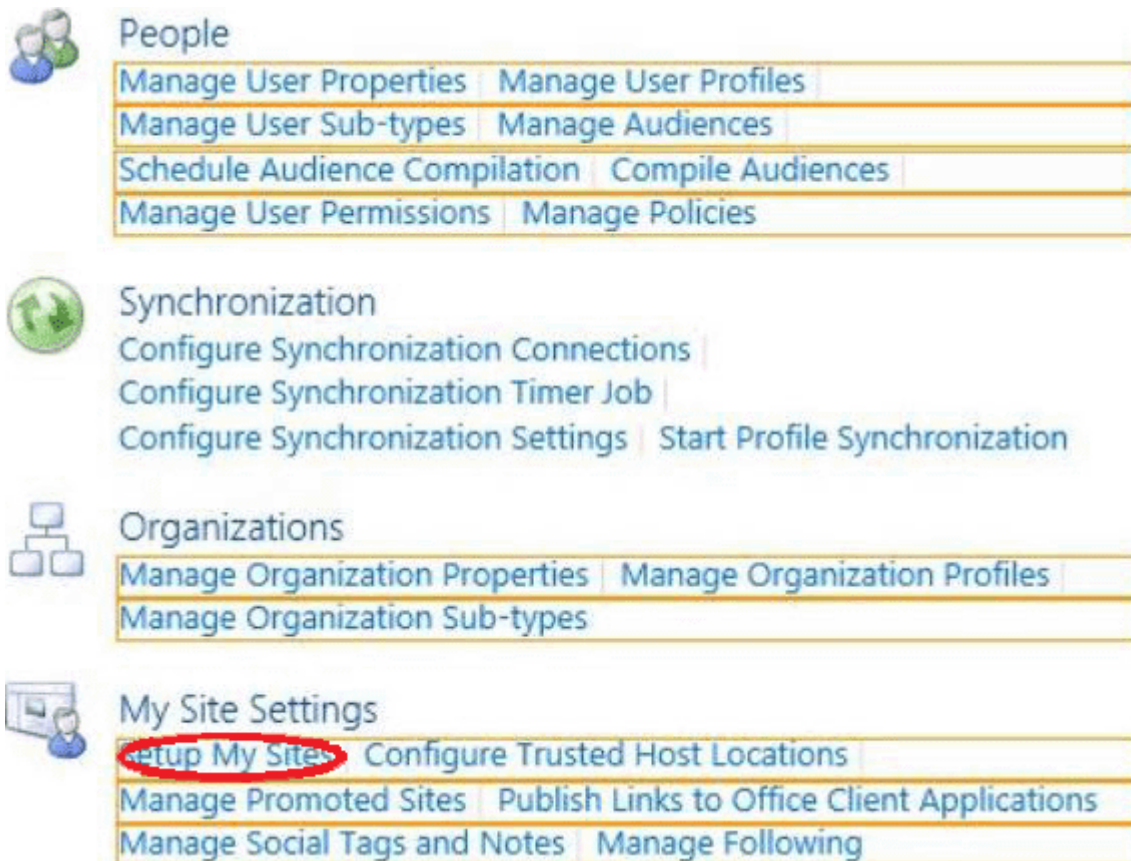 People
Manage User Properties | Manage User Profiles |
Manage User Sub-types | Manage Audiences |
Schedule Audience Compilation | Compile Audiences |
Manage User Permissions | Manage Policies
Synchronization
Configure Synchronization Connections |
Configure Synchronization Timer Job |
Configure Synchronization Settings | Start Profile Synchronization
Organizations
Manage Organization Properties | Manage Organization Profiles |
Manage Organization Sub-types
My Site Settings
Setup My Sites | Configure Trusted Host Locations |
Manage Promoted Sites | Publish Links to Office Client Applications
Manage Social Tags and Notes | Manage Following